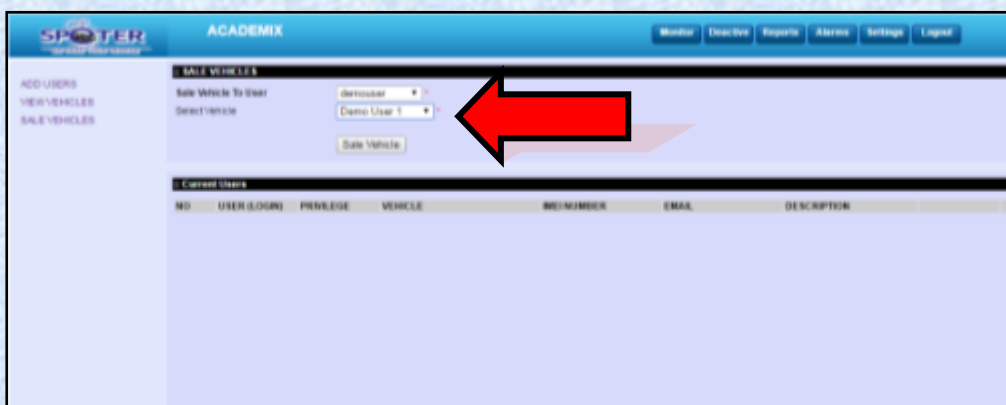 SPOTER
ACADEMIX
Monitor Deactive Reports Alarms Settings Logout
ADD USERS
VIEW VEHICLES
SALE VEHICLES
:: SALE VEHICLES
Sale Vehicle To User demouser *
Select Vehicle Demo User 1 *
Sale Vehicle
:: Current Users
NO USER (LOGIN) PRIVILEGE VEHICLE IMEI NUMBER EMAIL DESCRIPTION